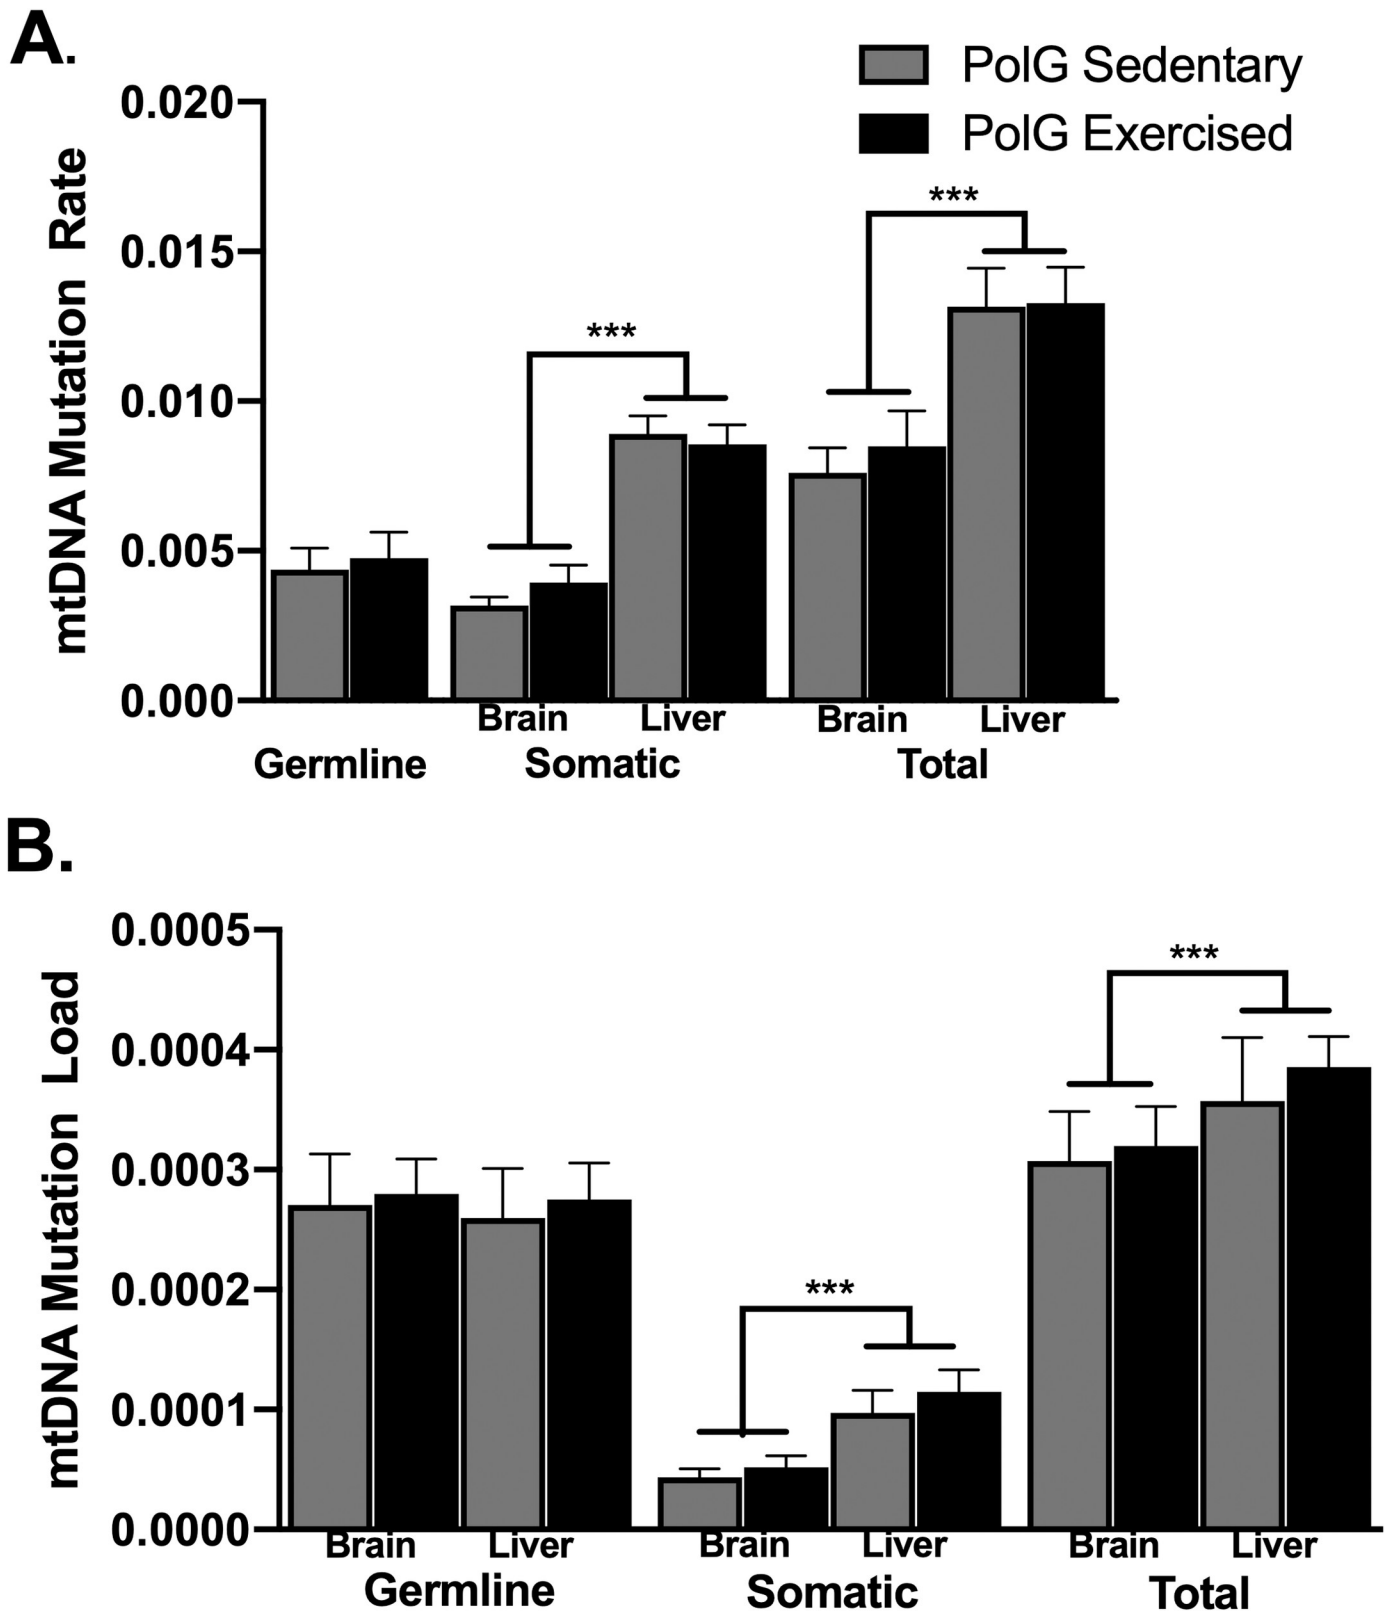 A.
PolG Sedentary
PolG Exercised
mtDNA Mutation Rate
0.020
0.015
0.010
0.005
0.000
***
***
Brain Liver Brain Liver
Germline Somatic Total
B.
mtDNA Mutation Load
0.0005
0.0004
0.0003
0.0002
0.0001
0.0000
***
***
Brain Liver Brain Liver Brain Liver
Germline Somatic Total